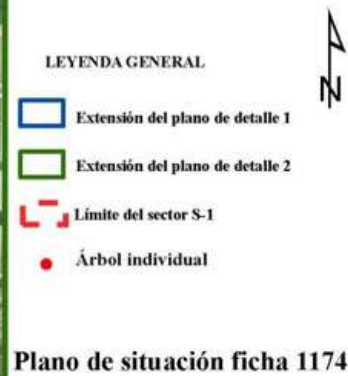 LEYENDA GENERAL
N
Extensión del plano de detalle 1
Extensión del plano de detalle 2
Límite del sector S-1
Árbol individual
Plano de situación ficha 1174